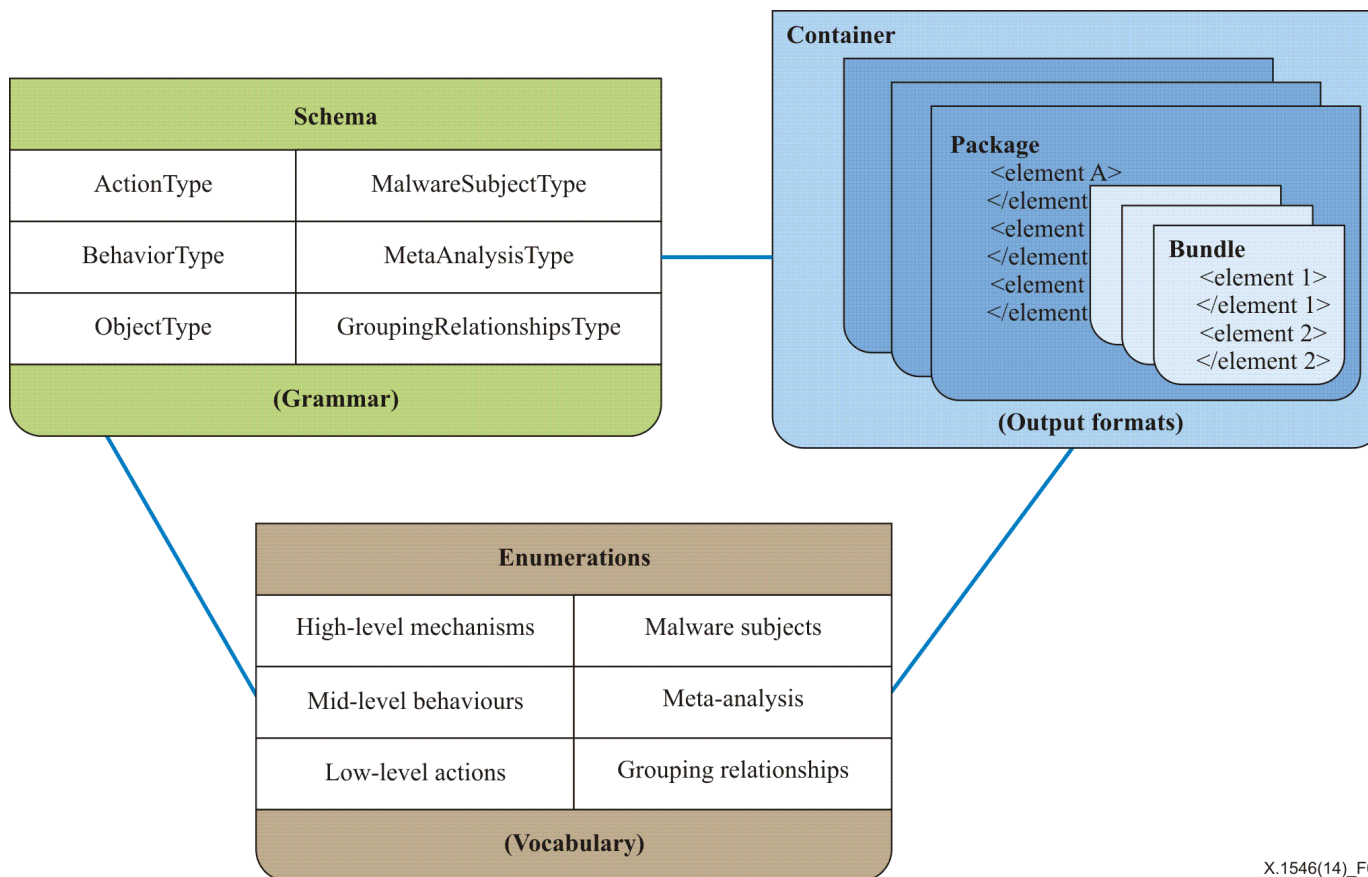 Container
Schema
ActionType MalwareSubjectType
BehaviorType MetaAnalysisType
ObjectType GroupingRelationshipsType
(Grammar)
Package
<element A>
</element
<element
</element
<element
</element
Bundle
<element 1>
</element 1>
<element 2>
</element 2>
(Output formats)
Enumerations
High-level mechanisms Malware subjects
Mid-level behaviours Meta-analysis
Low-level actions Grouping relationships
(Vocabulary)
X.1546(14)_F